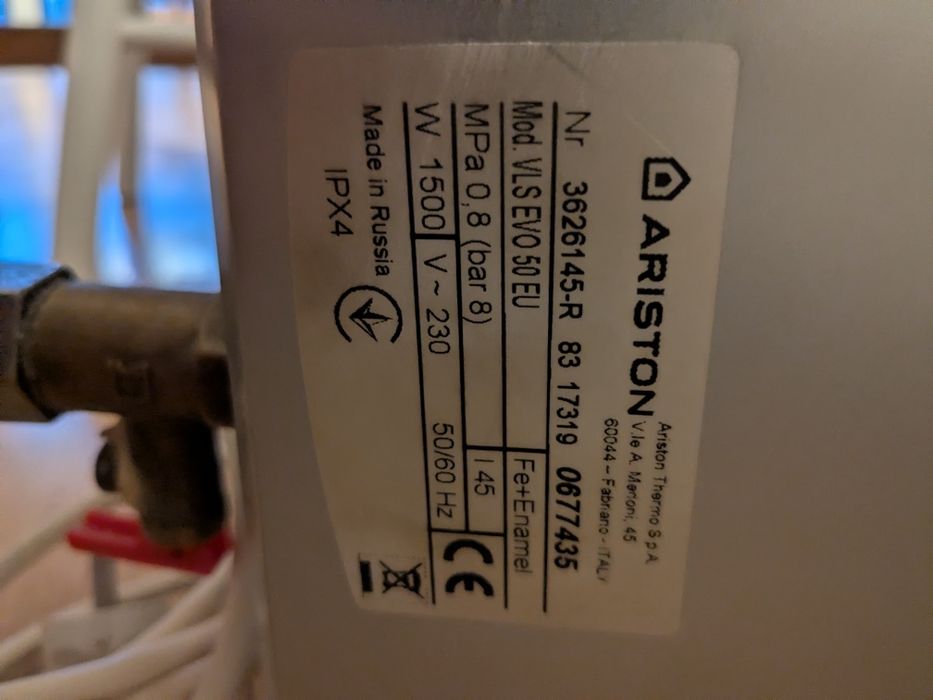 ARISTON
Ariston Thermo S.p.A.
V.le A. Merloni, 45
60044 – Fabriano - ITALY
Nr 3626145-R 83 17319 0677435
Mod. VLS EVO 50 EU Fe+Enamel
MPa 0,8 (bar 8) l 45
W 1500 V ~ 230 50/60 Hz CE
Made in Russia
IPX4